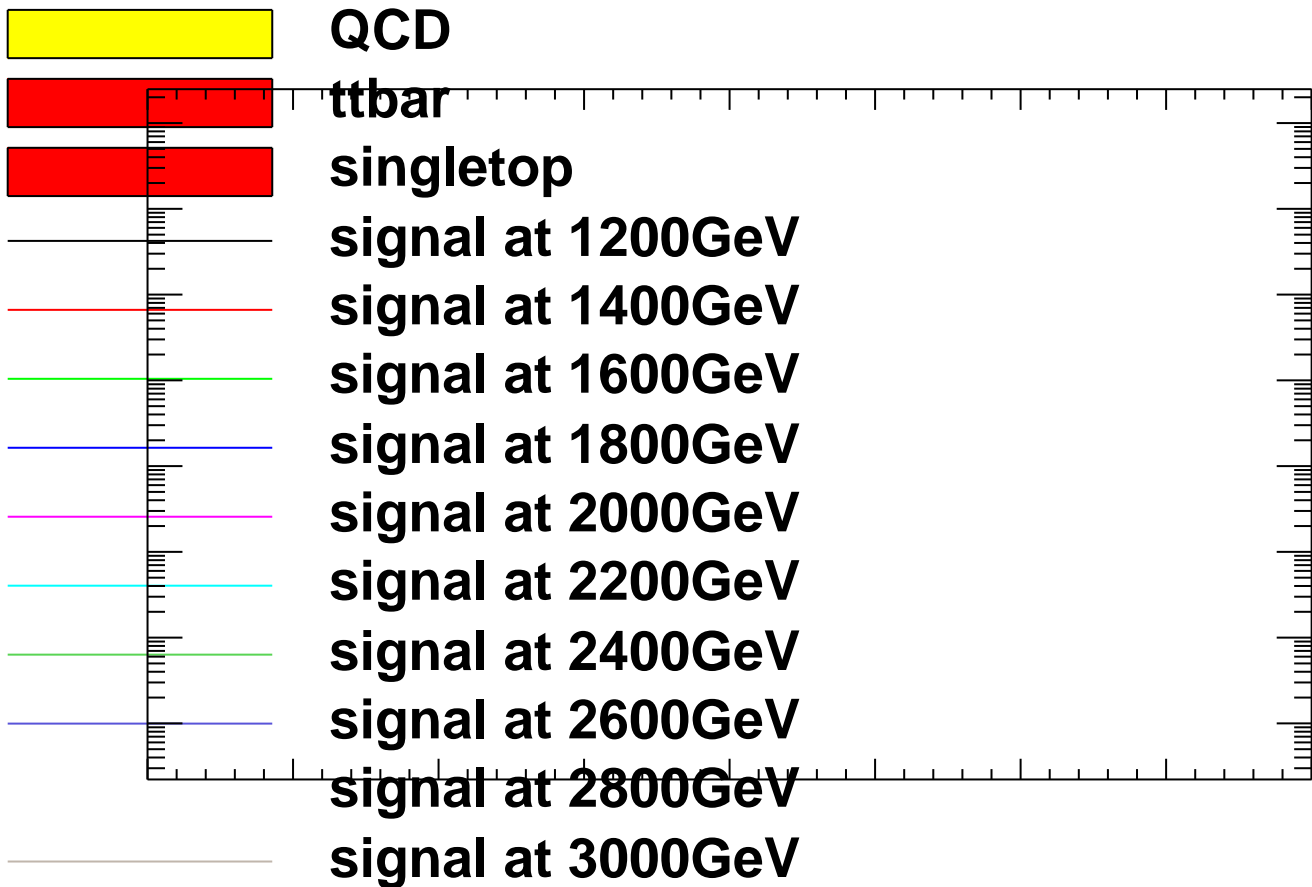 QCD
ttbar
singletop
signal at 1200GeV
signal at 1400GeV
signal at 1600GeV
signal at 1800GeV
signal at 2000GeV
signal at 2200GeV
signal at 2400GeV
signal at 2600GeV
signal at 2800GeV
signal at 3000GeV